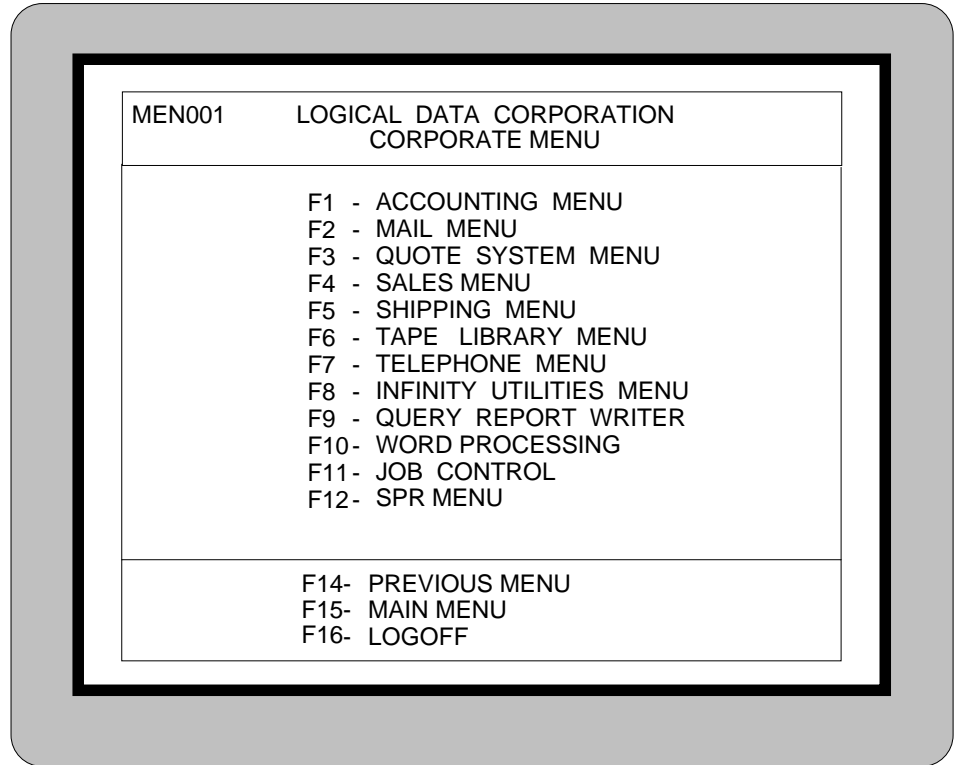 MEN001 LOGICAL DATA CORPORATION
CORPORATE MENU
F1 - ACCOUNTING MENU
F2 - MAIL MENU
F3 - QUOTE SYSTEM MENU
F4 - SALES MENU
F5 - SHIPPING MENU
F6 - TAPE LIBRARY MENU
F7 - TELEPHONE MENU
F8 - INFINITY UTILITIES MENU
F9 - QUERY REPORT WRITER
F10- WORD PROCESSING
F11- JOB CONTROL
F12- SPR MENU
F14- PREVIOUS MENU
F15- MAIN MENU
F16- LOGOFF